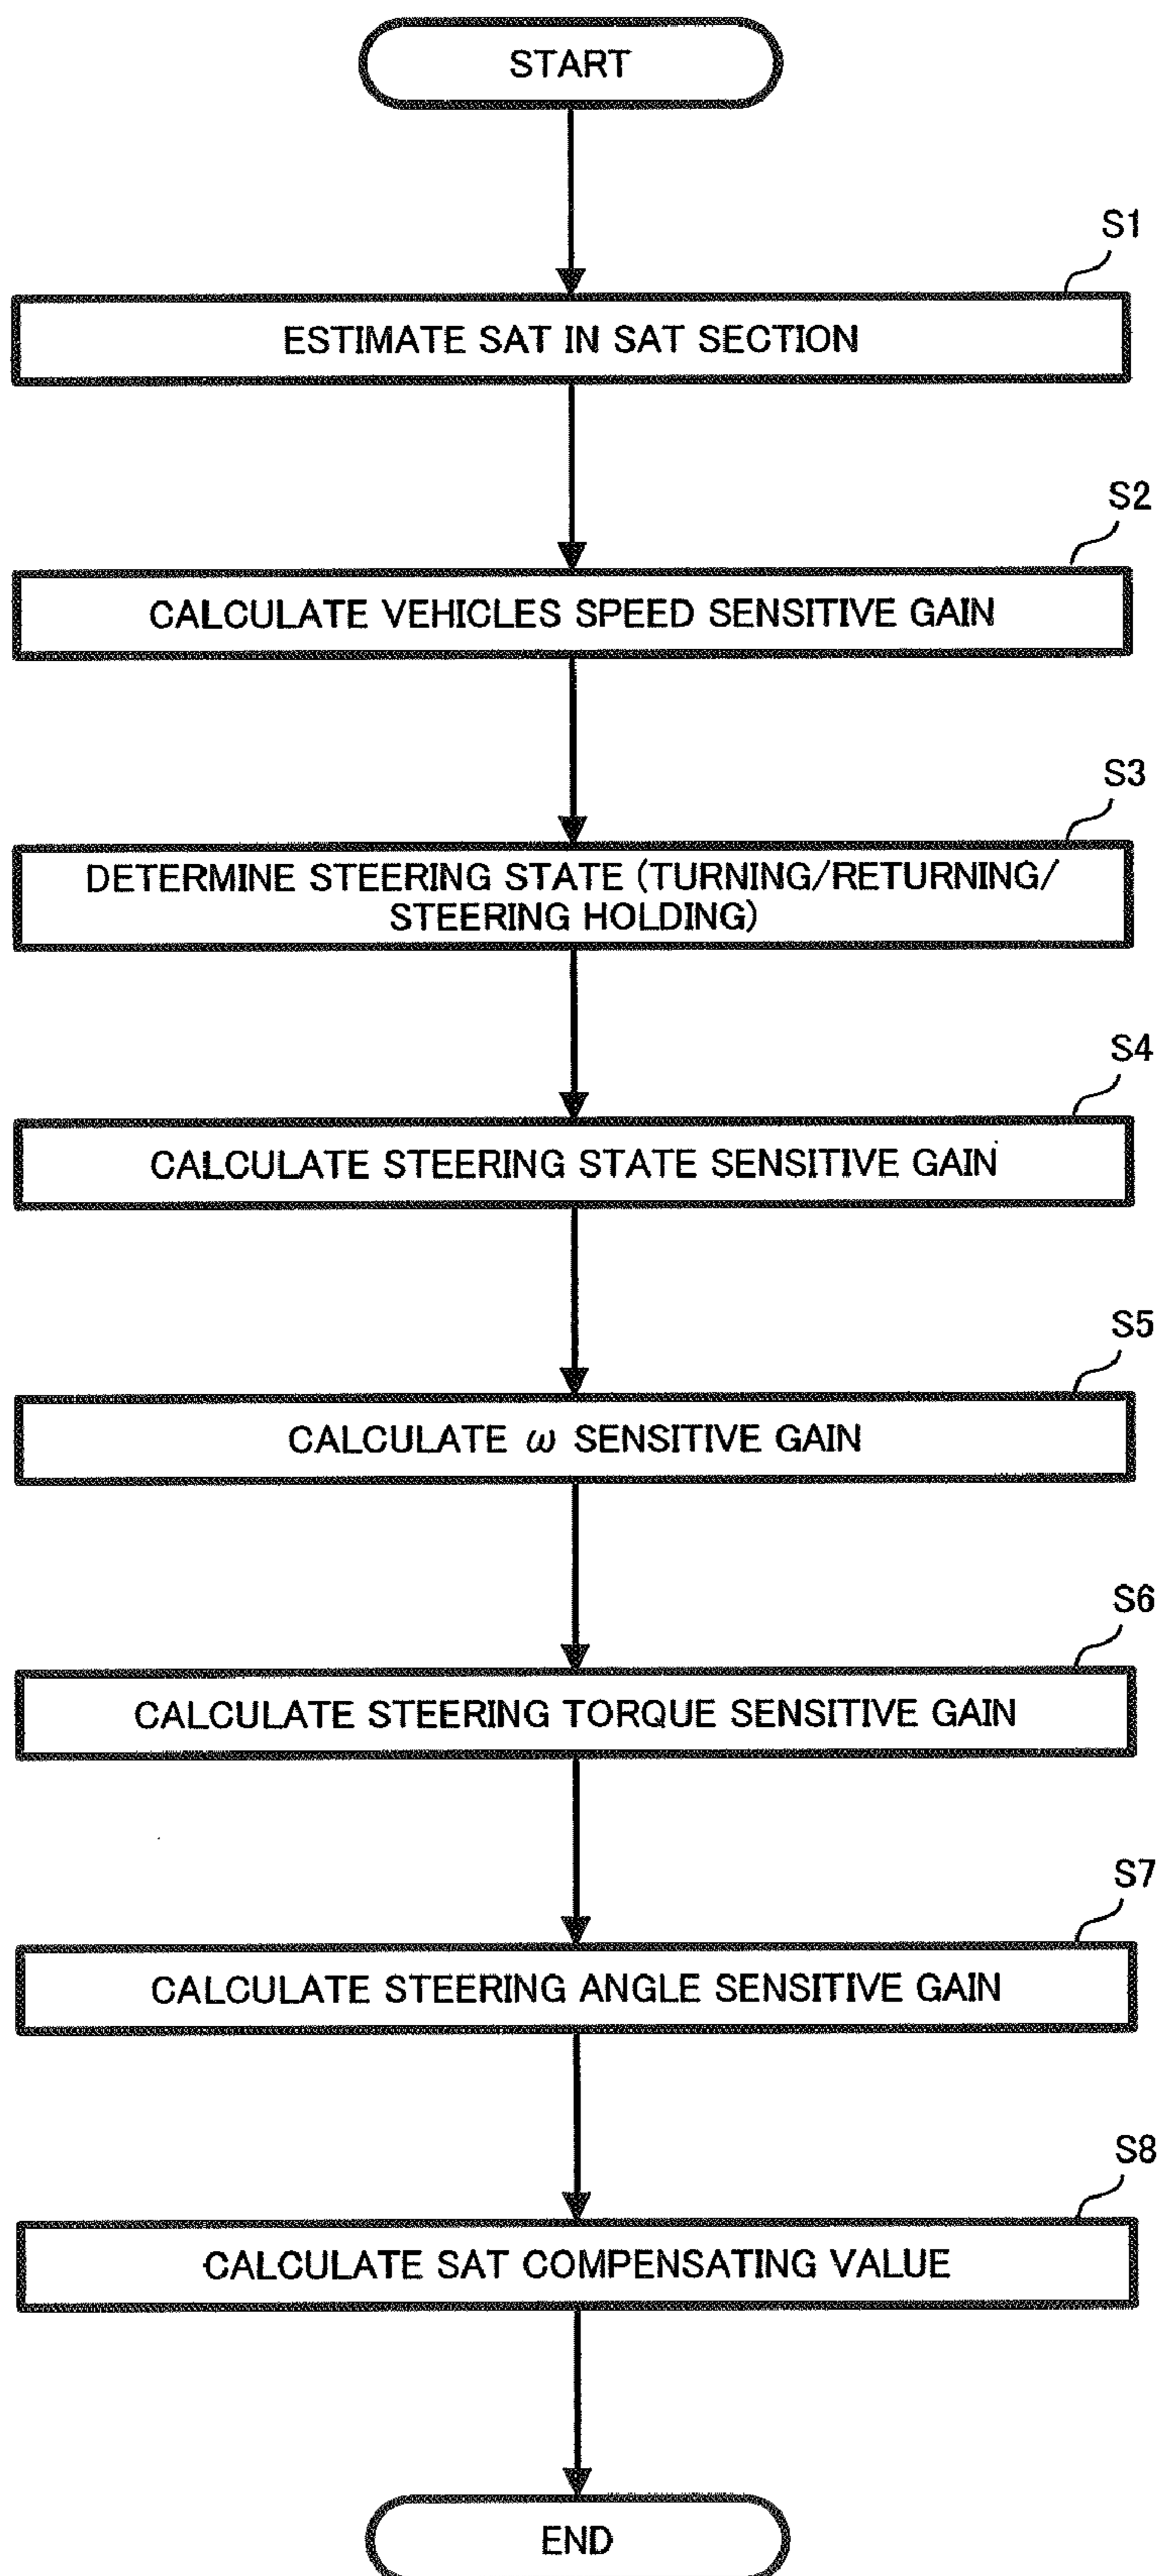 START
S1
ESTIMATE SAT IN SAT SECTION
S2
CALCULATE VEHICLES SPEED SENSITIVE GAIN
S3
DETERMINE STEERING STATE (TURNING/RETURNING/
STEERING HOLDING)
S4
CALCULATE STEERING STATE SENSITIVE GAIN
S5
CALCULATE ω SENSITIVE GAIN
S6
CALCULATE STEERING TORQUE SENSITIVE GAIN
S7
CALCULATE STEERING ANGLE SENSITIVE GAIN
S8
CALCULATE SAT COMPENSATING VALUE
END